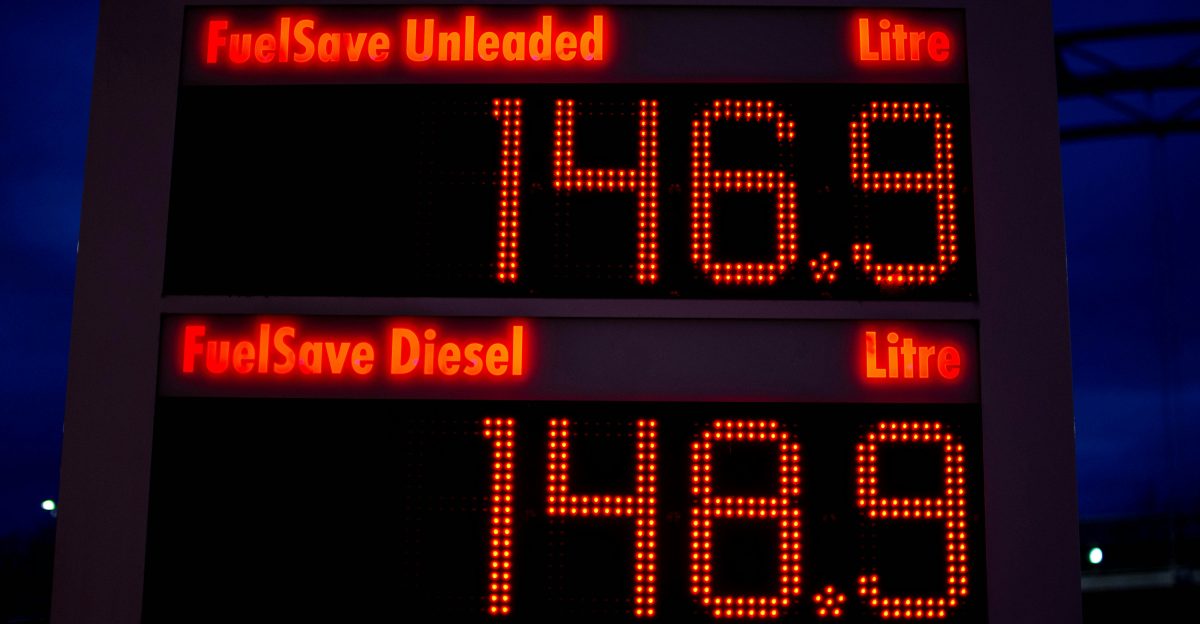 FuelSave Unleaded Litre
146.9
FuelSave Diesel Litre
148.9